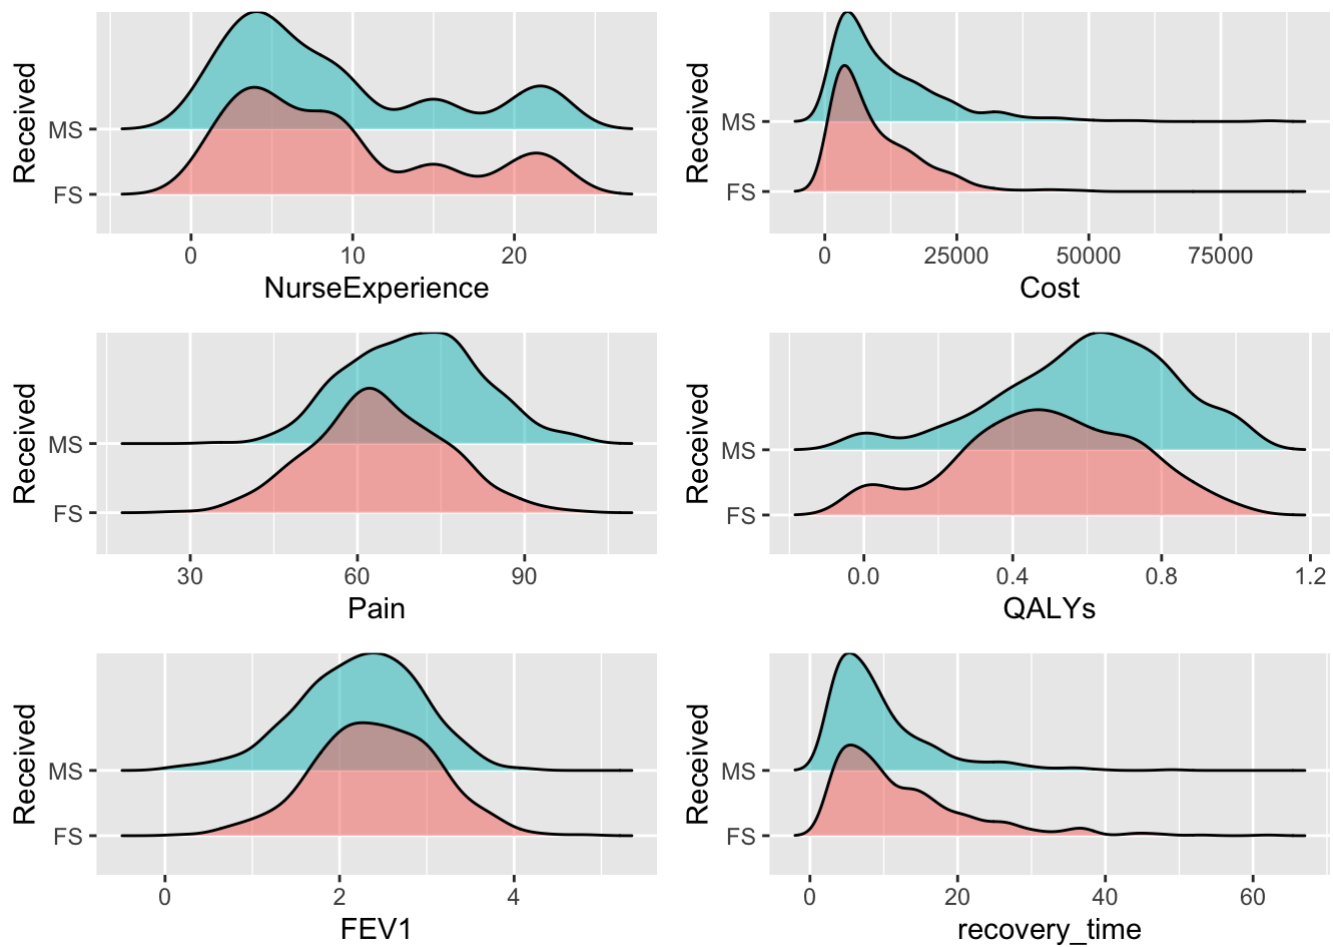 Received
MS
FS
0 10 20
NurseExperience
Received
MS
FS
0 25000 50000 75000
Cost
Received
MS
FS
30 60 90
Pain
Received
MS
FS
0.0 0.4 0.8 1.2
QALYs
Received
MS
FS
0 2 4
FEV1
Received
MS
FS
0 20 40 60
recovery_time